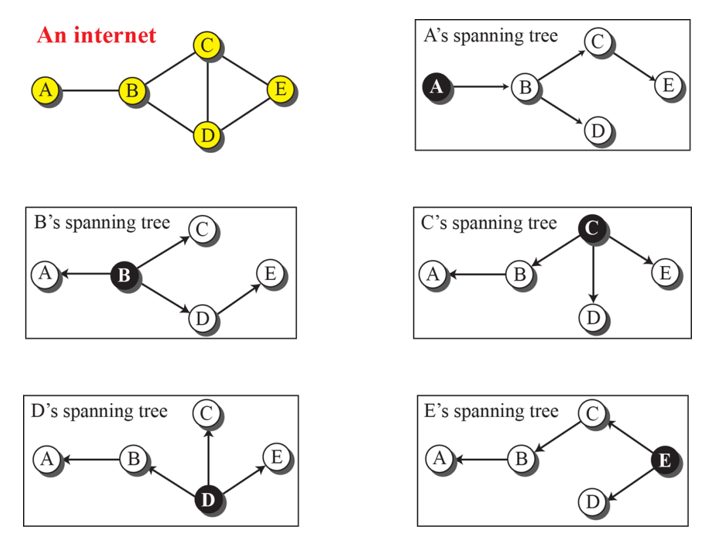 An internet
A
B
C
D
E
A's spanning tree
A
B
C
D
E
B's spanning tree
A
B
C
D
E
C's spanning tree
A
B
C
D
E
D's spanning tree
A
B
C
D
E
E's spanning tree
A
B
C
D
E